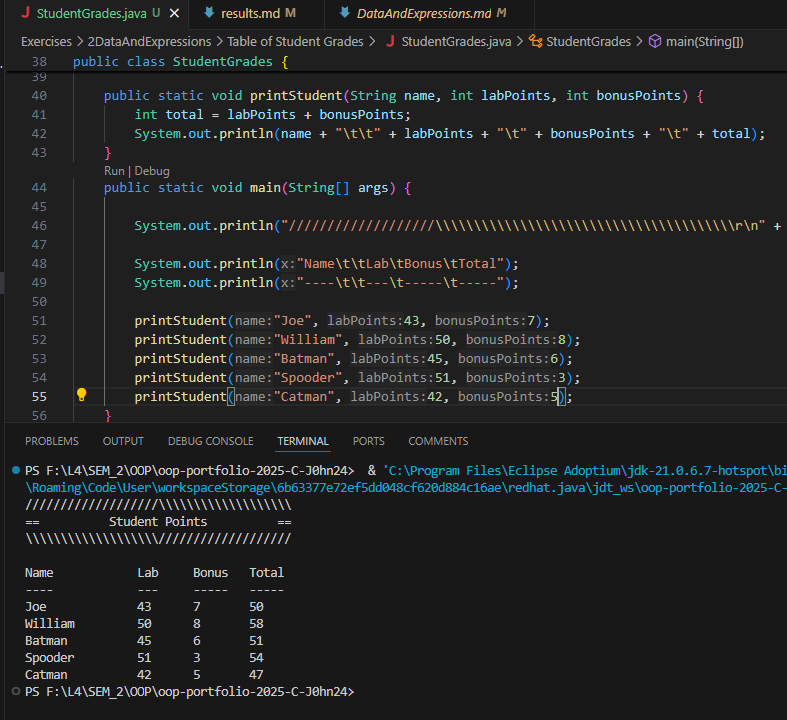 StudentGrades.java U
results.md M
DataAndExpressions.md M
Exercises > 2DataAndExpressions > Table of Student Grades > StudentGrades.java > StudentGrades > main(String[])
38 public class StudentGrades {
39
40 public static void printStudent(String name, int labPoints, int bonusPoints) {
41 int total = labPoints + bonusPoints;
42 System.out.println(name + "\t\t" + labPoints + "\t" + bonusPoints + "\t" + total);
43 }
Run | Debug
44 public static void main(String[] args) {
45
46 System.out.println("///////////////////\\\\\\\\\\\\\\\\\\\\\\\\\\\\\\\\\\\\\\\r\n" +
47
48 System.out.println(x:"Name\t\tLab\tBonus\tTotal");
49 System.out.println(x:"----\t\t---\t-----\t-----");
50
51 printStudent(name:"Joe", labPoints:43, bonusPoints:7);
52 printStudent(name:"William", labPoints:50, bonusPoints:8);
53 printStudent(name:"Batman", labPoints:45, bonusPoints:6);
54 printStudent(name:"Spooder", labPoints:51, bonusPoints:3);
55 printStudent(name:"Catman", labPoints:42, bonusPoints:5);
56 }
PROBLEMS OUTPUT DEBUG CONSOLE TERMINAL PORTS COMMENTS
PS F:\L4\SEM_2\OOP\oop-portfolio-2025-C-J0hn24> & 'C:\Program Files\Eclipse Adoptium\jdk-21.0.6.7-hotspot\bi
\Roaming\Code\User\workspaceStorage\6b63377e72ef5dd048cf620d884c16ae\redhat.java\jdt_ws\oop-portfolio-2025-C-
///////////////////\\\\\\\\\\\\\\\\\\\
== Student Points ==
\\\\\\\\\\\\\\\\\\\///////////////////
Name Lab Bonus Total
---- --- ----- -----
Joe 43 7 50
William 50 8 58
Batman 45 6 51
Spooder 51 3 54
Catman 42 5 47
PS F:\L4\SEM_2\OOP\oop-portfolio-2025-C-J0hn24>